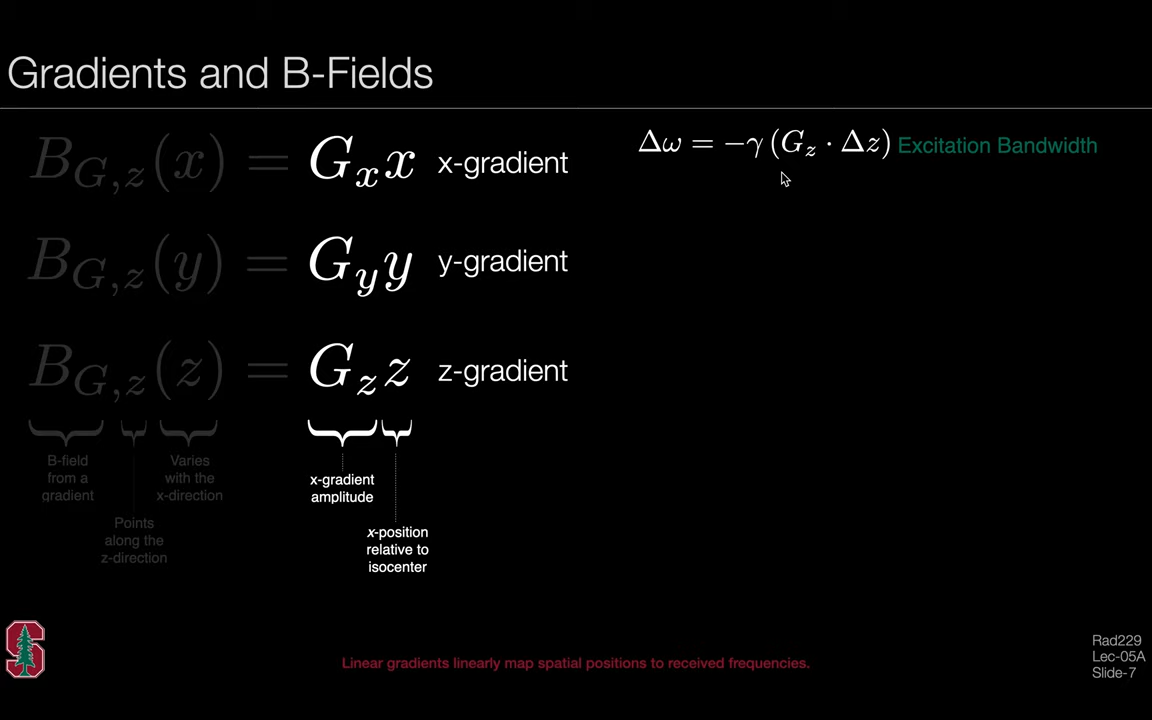 Gradients and B-Fields
B_{G,z}(x) = G_x x x-gradient
Δω = −γ (G_z · Δz) Excitation Bandwidth
B_{G,z}(y) = G_y y y-gradient
B_{G,z}(z) = G_z z z-gradient
B-field
from a
gradient
Points
along the
z-direction
Varies
with the
x-direction
x-gradient
amplitude
x-position
relative to
isocenter
S
Linear gradients linearly map spatial positions to received frequencies.
Rad229
Lec-05A
Slide-7